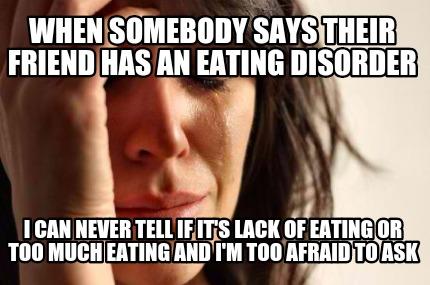 WHEN SOMEBODY SAYS THEIR
FRIEND HAS AN EATING DISORDER
I CAN NEVER TELL IF IT'S LACK OF EATING OR
TOO MUCH EATING AND I'M TOO AFRAID TO ASK